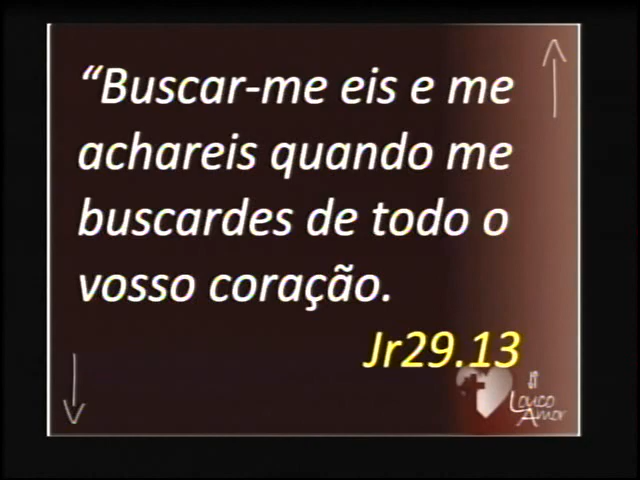 “Buscar-me eis e me
achareis quando me
buscardes de todo o
vosso coração.
Jr29.13
Louco
Amor